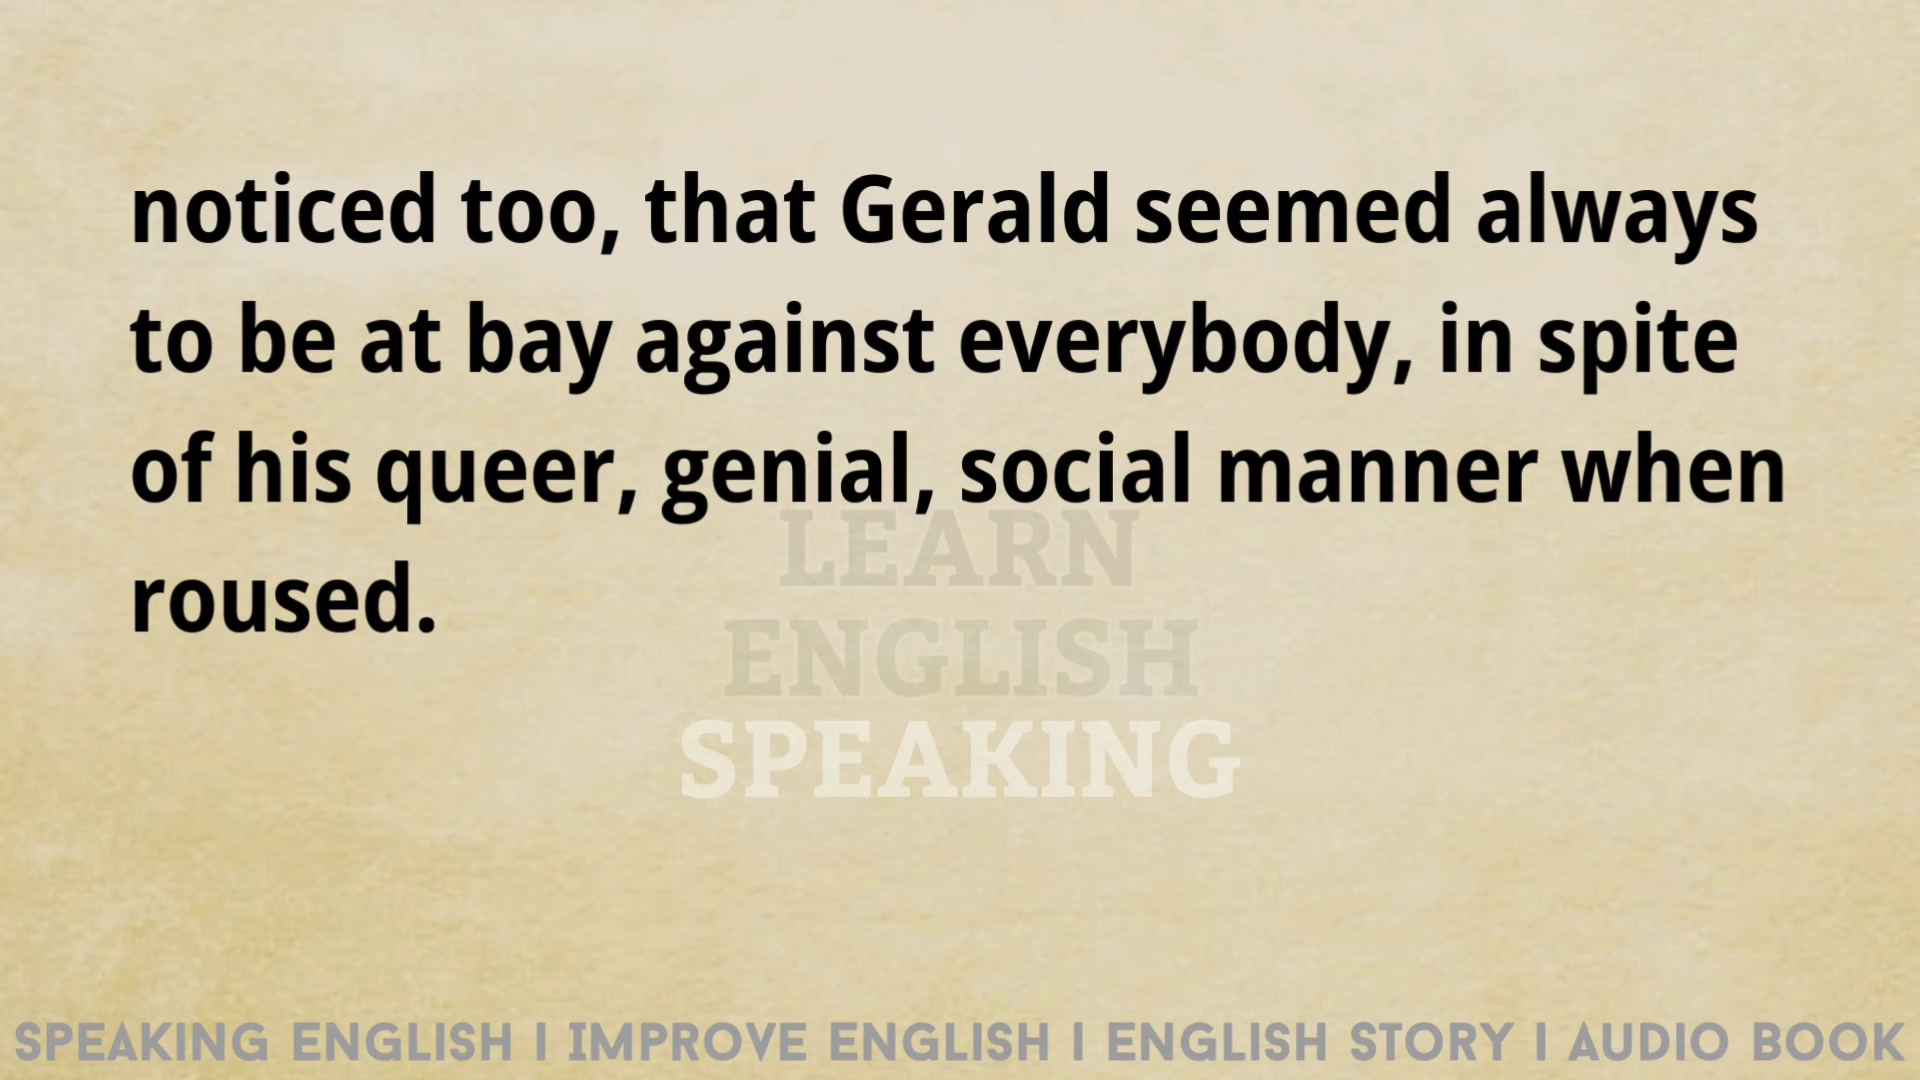 noticed too, that Gerald seemed always
to be at bay against everybody, in spite
of his queer, genial, social manner when
roused.
LEARN
ENGLISH
SPEAKING
SPEAKING ENGLISH I IMPROVE ENGLISH I ENGLISH STORY I AUDIO BOOK